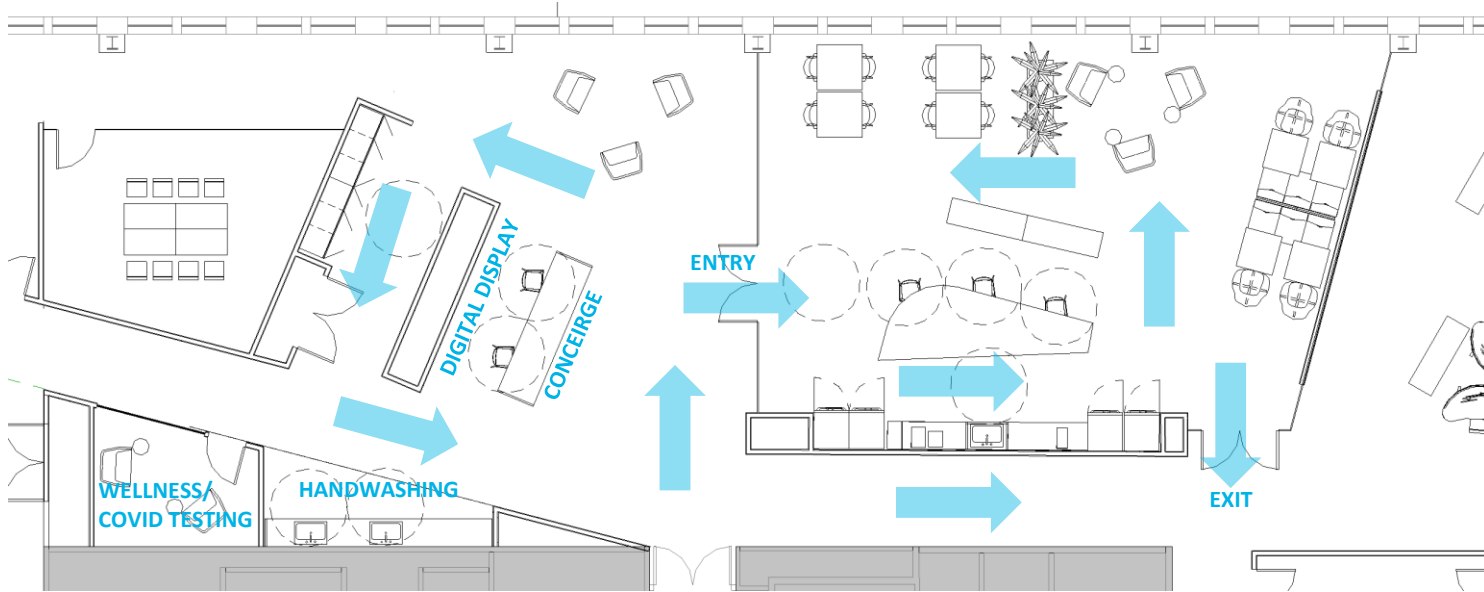 ENTRY
DIGITAL DISPLAY
CONCEIRGE
WELLNESS/
COVID TESTING
HANDWASHING
EXIT